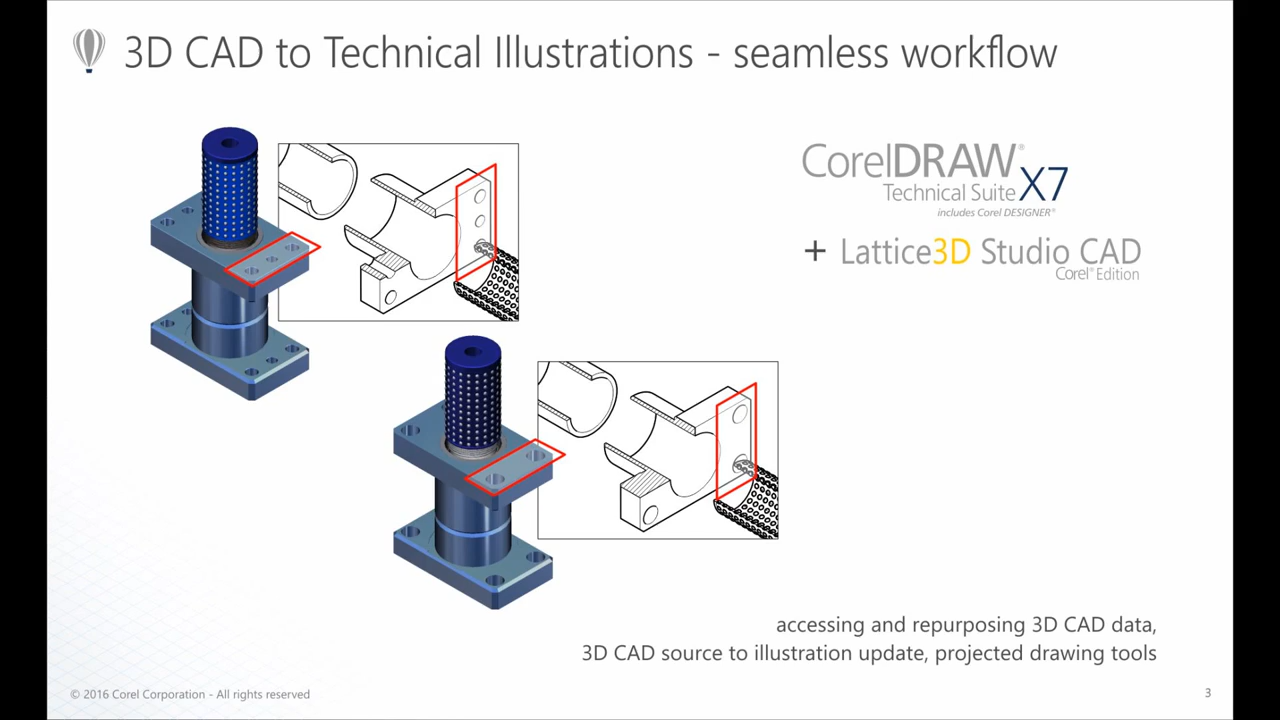 3D CAD to Technical Illustrations - seamless workflow
CorelDRAW®
Technical Suite X7
includes Corel DESIGNER®
+ Lattice3D Studio CAD
Corel® Edition
accessing and repurposing 3D CAD data,
3D CAD source to illustration update, projected drawing tools
© 2016 Corel Corporation - All rights reserved
3